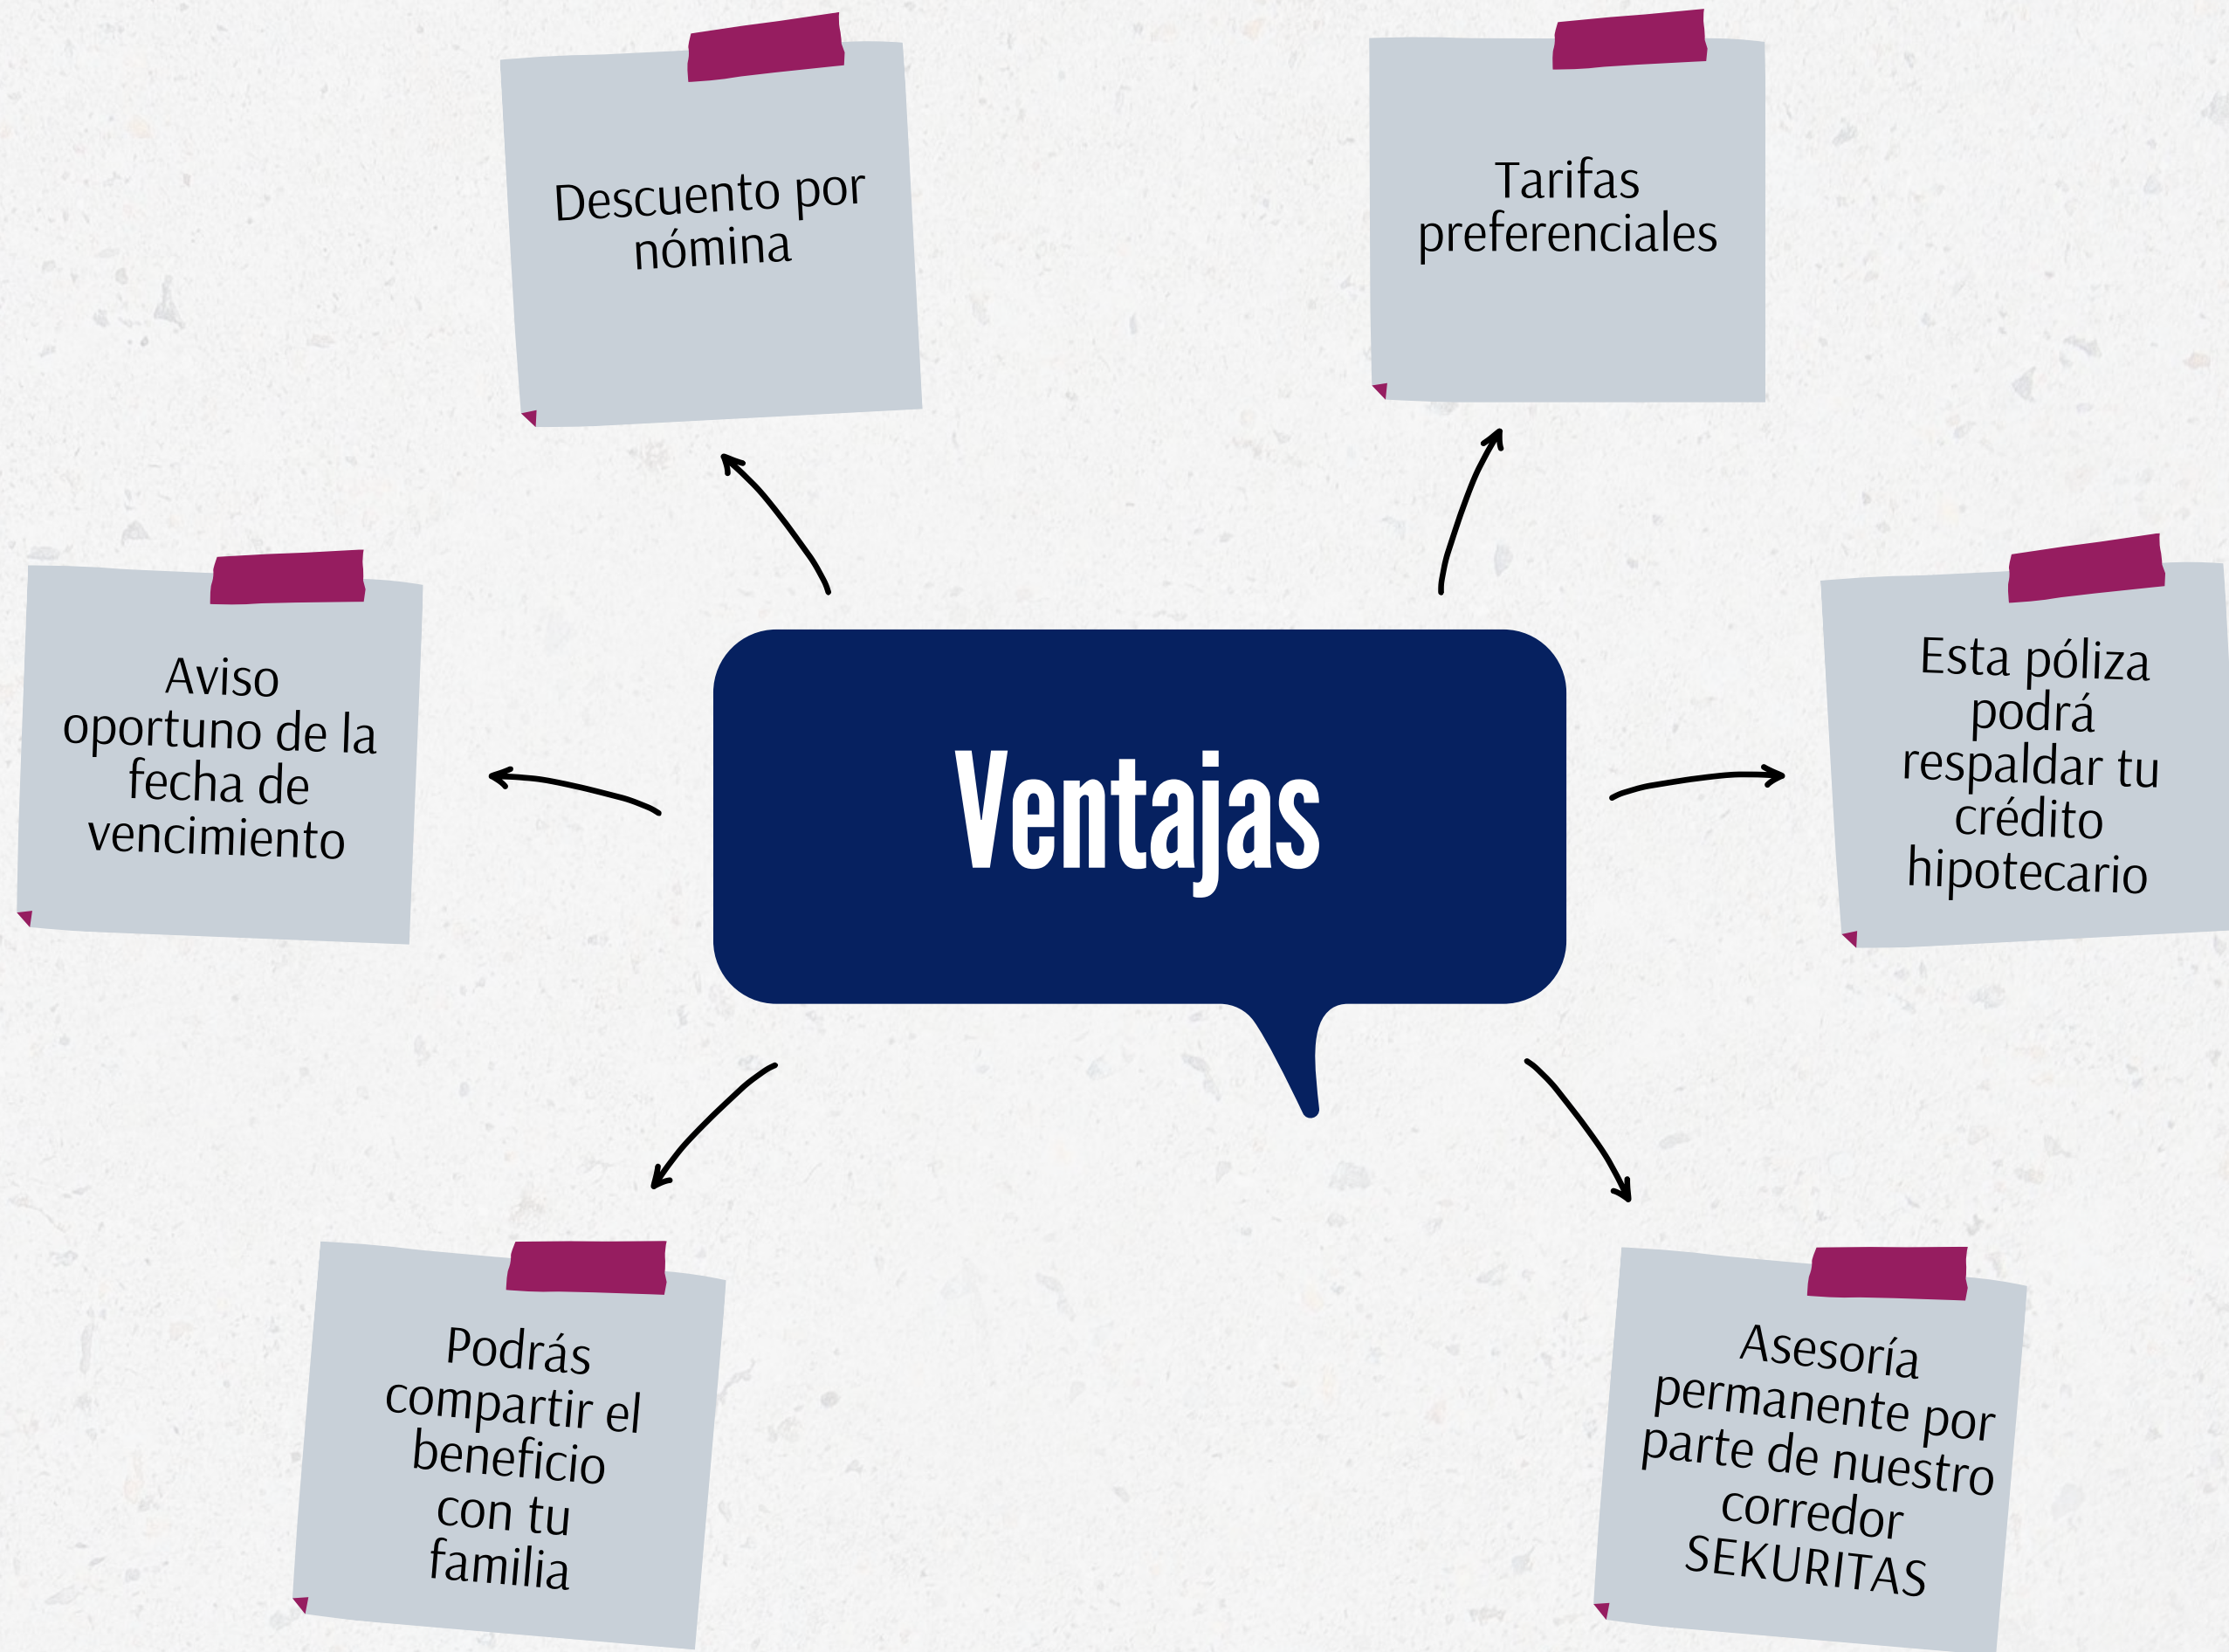 Descuento por
nómina
Tarifas
preferenciales
Aviso
oportuno de la
fecha de
vencimiento
Ventajas
Esta póliza
podrá
respaldar tu
crédito
hipotecario
Podrás
compartir el
beneficio
con tu
familia
Asesoría
permanente por
parte de nuestro
corredor
SEKURITAS